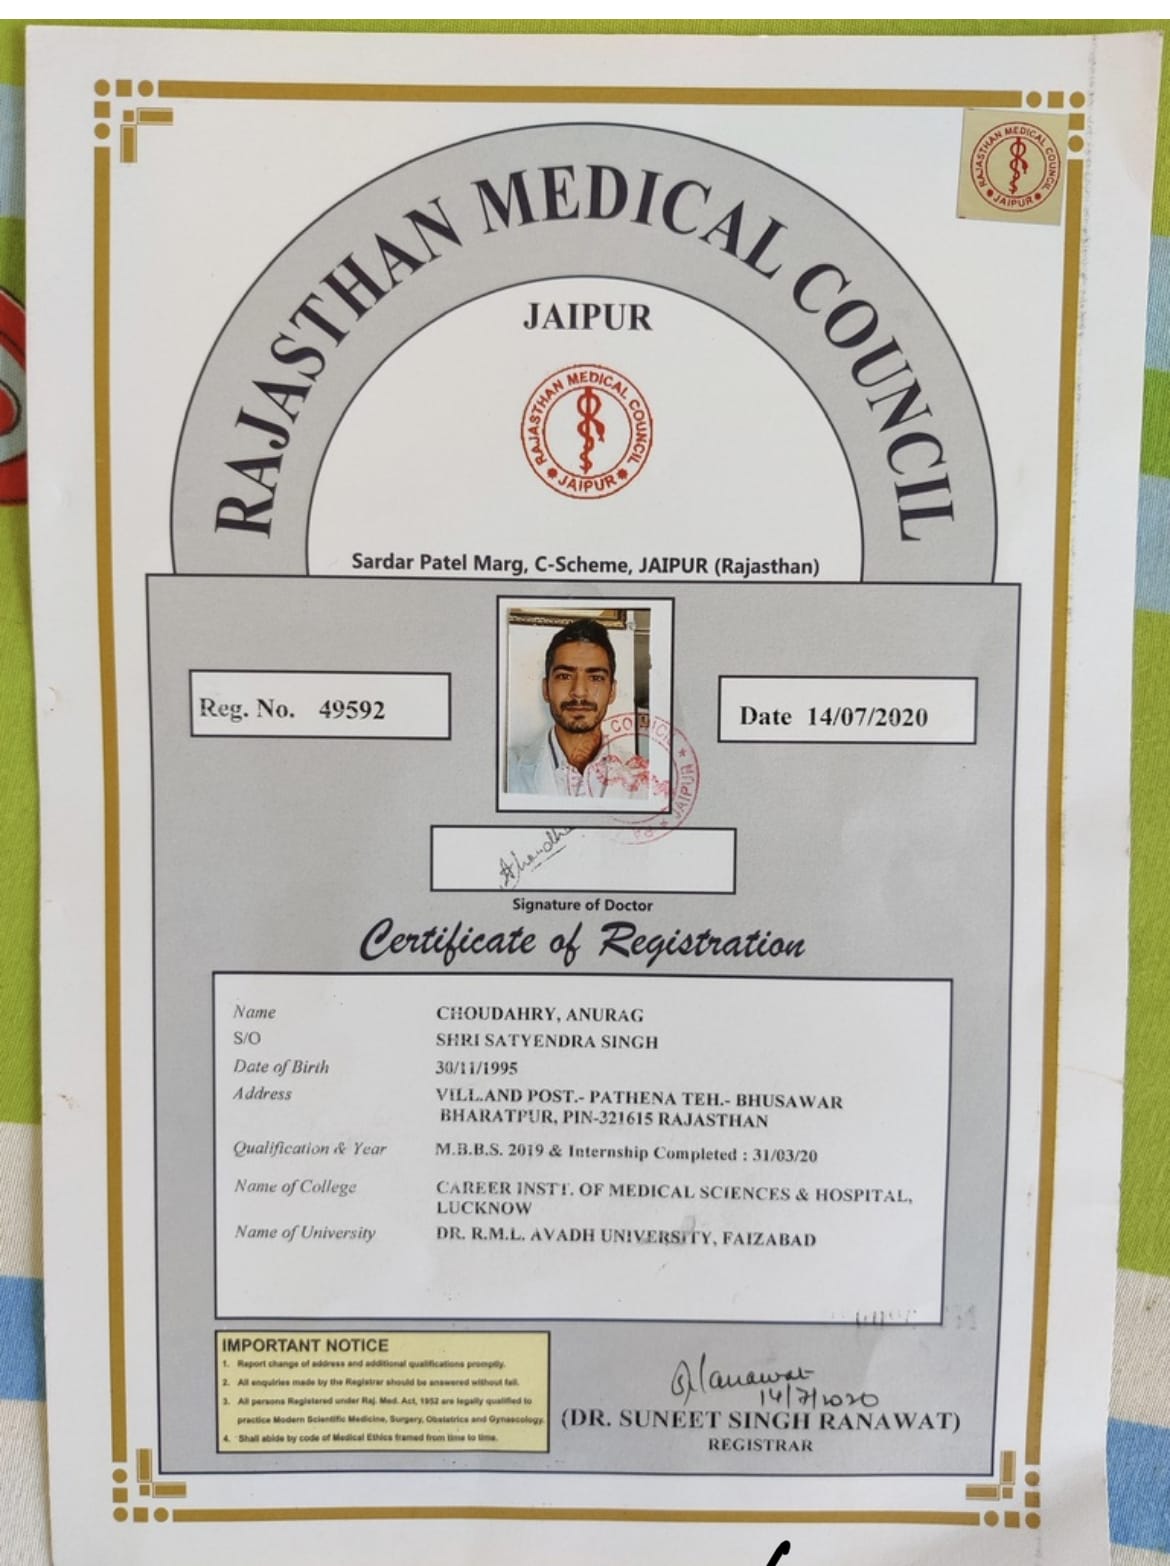 RAJASTHAN MEDICAL COUNCIL
RAJASTHAN MEDICAL COUNCIL
JAIPUR
JAIPUR
RAJASTHAN MEDICAL COUNCIL
JAIPUR
Sardar Patel Marg, C-Scheme, JAIPUR (Rajasthan)
Reg. No. 49592
Date 14/07/2020
JAIPUR
Signature of Doctor
Certificate of Registration
Name CHOUDAHRY, ANURAG
S/O SHRI SATYENDRA SINGH
Date of Birth 30/11/1995
Address VILL.AND POST.- PATHENA TEH.- BHUSAWAR
BHARATPUR, PIN-321615 RAJASTHAN
Qualification & Year M.B.B.S. 2019 & Internship Completed : 31/03/20
Name of College CAREER INSTT. OF MEDICAL SCIENCES & HOSPITAL,
LUCKNOW
Name of University DR. R.M.L. AVADH UNIVERSITY, FAIZABAD
IMPORTANT NOTICE
1. Report change of address and additional qualifications promptly.
2. All enquiries made by the Registrar should be answered without fail.
3. All persons Registered under Raj. Med. Act, 1952 are legally qualified to
practice Modern Scientific Medicine, Surgery, Obstetrics and Gynaecology.
4. Shall abide by code of Medical Ethics framed from time to time.
14/7/2020
(DR. SUNEET SINGH RANAWAT)
REGISTRAR